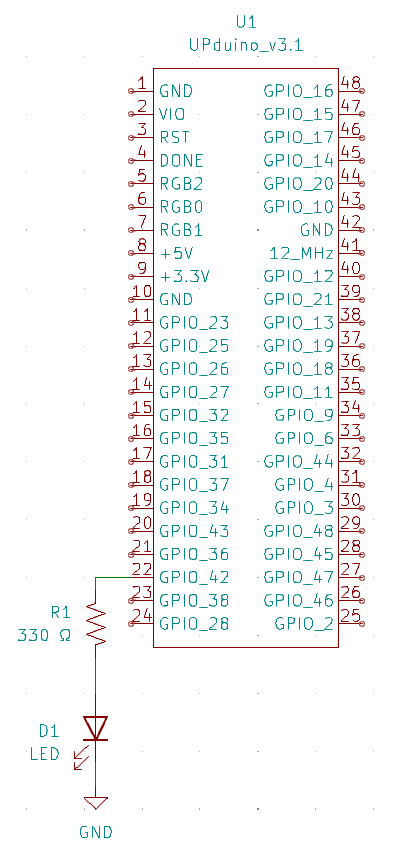 U1
UPduino_v3.1
1 GND GPIO_16 48
2 VIO GPIO_15 47
3 RST GPIO_17 46
4 DONE GPIO_14 45
5 RGB2 GPIO_20 44
6 RGB0 GPIO_10 43
7 RGB1 GND 42
8 +5V 12_MHz 41
9 +3.3V GPIO_12 40
10 GND GPIO_21 39
11 GPIO_23 GPIO_13 38
12 GPIO_25 GPIO_19 37
13 GPIO_26 GPIO_18 36
14 GPIO_27 GPIO_11 35
15 GPIO_32 GPIO_9 34
16 GPIO_35 GPIO_6 33
17 GPIO_31 GPIO_44 32
18 GPIO_37 GPIO_4 31
19 GPIO_34 GPIO_3 30
20 GPIO_43 GPIO_48 29
21 GPIO_36 GPIO_45 28
22 GPIO_42 GPIO_47 27
23 GPIO_38 GPIO_46 26
24 GPIO_28 GPIO_2 25
R1
330 Ω
D1
LED
GND